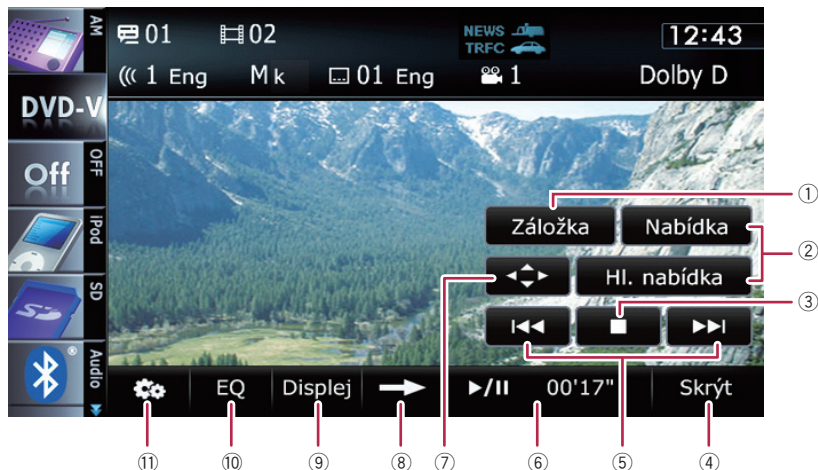 AM
01 02 NEWS TRFC 12:43
1 Eng Mk 01 Eng 1 Dolby D
DVD-V
Off OFF
iPod
SD
Audio
Záložka Nabídka
Hl. nabídka
EQ Displej 00'17" Skrýt
① 
②
③
⑪ ⑩ ⑨ ⑧ ⑦ ⑥ ⑤ ④